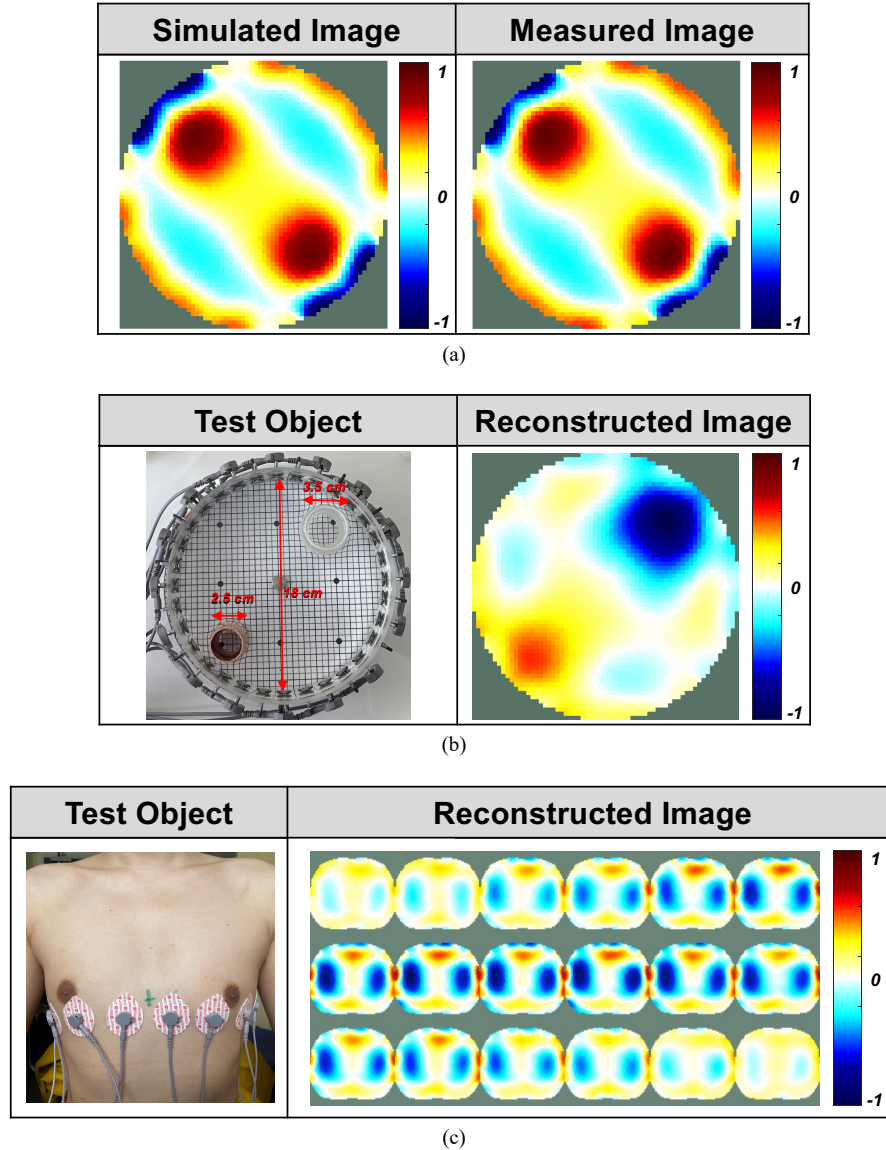 Simulated Image
Measured Image
1
0
-1
1
0
-1
(a)
Test Object
Reconstructed Image
3.5 cm
2.5 cm
18 cm
1
0
-1
(b)
Test Object
Reconstructed Image
1
0
-1
(c)